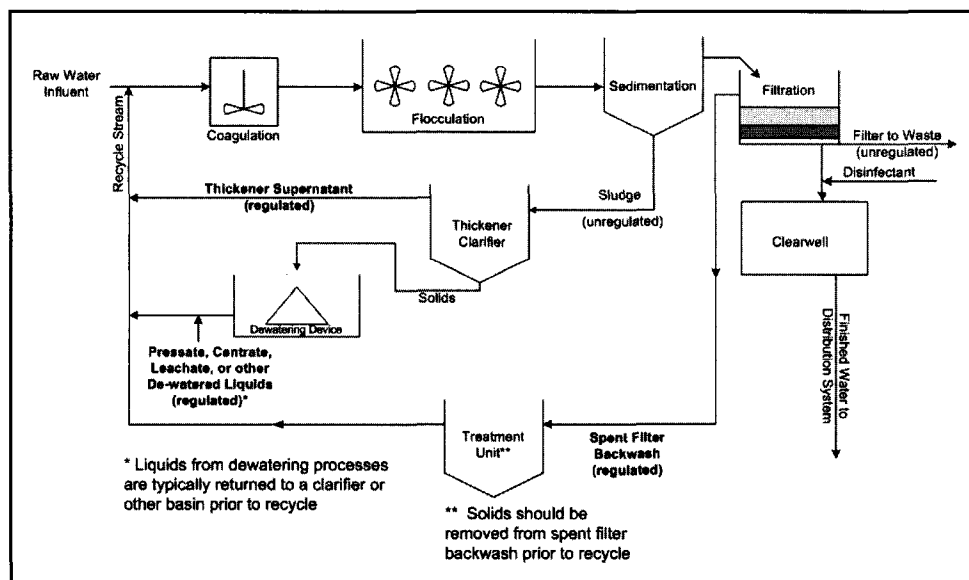 Raw Water
Influent
Recycle Stream
Coagulation
Flocculation
Sedimentation
Filtration
Filter to Waste
(unregulated)
Disinfectant
Thickener Supernatant
(regulated)
Thickener
Clarifier
Sludge
(unregulated)
Clearwell
Solids
Dewatering Device
Pressate, Centrate,
Leachate, or other
De-watered Liquids
(regulated)*
Finished Water to
Distribution System
Treatment
Unit**
Spent Filter
Backwash
(regulated)
* Liquids from dewatering processes
are typically returned to a clarifier or
other basin prior to recycle
** Solids should be
removed from spent filter
backwash prior to recycle